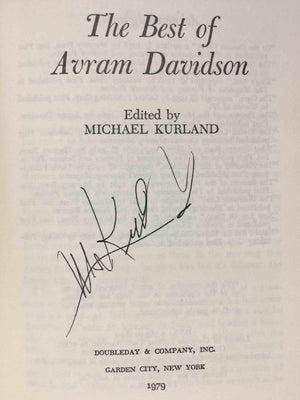 The Best of
Avram Davidson
Edited by
MICHAEL KURLAND
DOUBLEDAY & COMPANY, INC.
GARDEN CITY, NEW YORK
1979